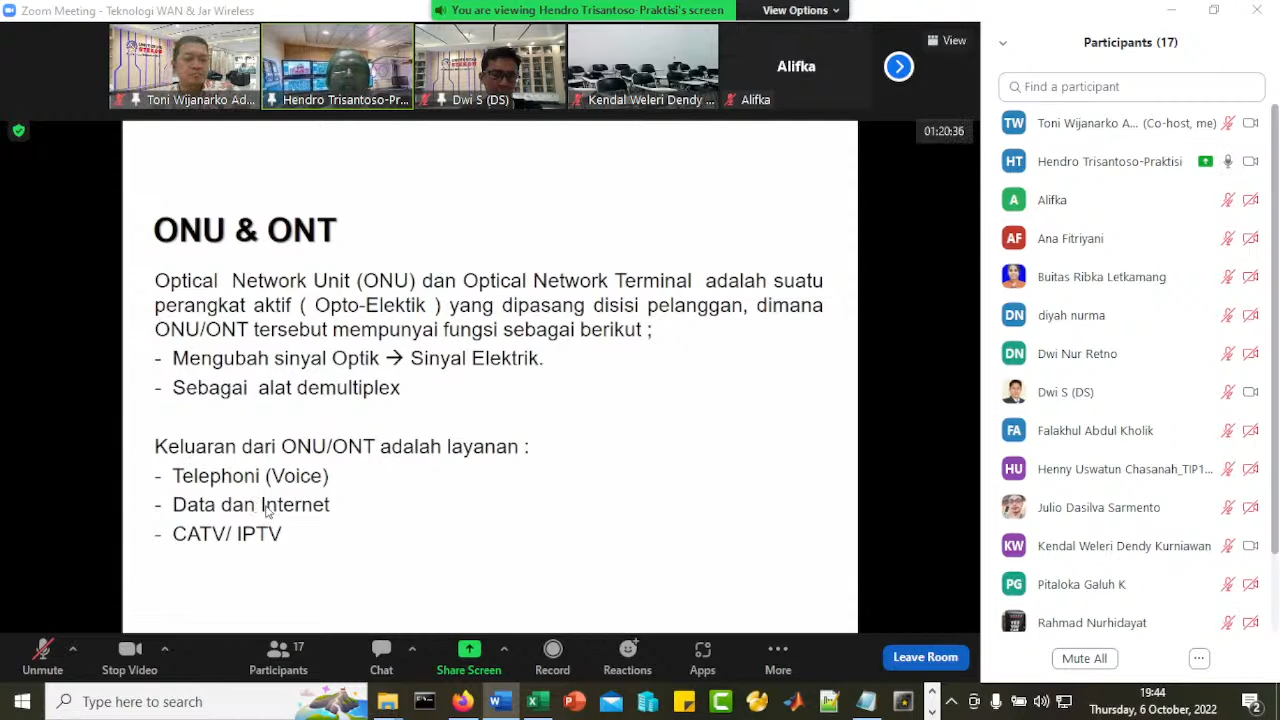 Zoom Meeting - Teknologi WAN & Jar Wireless
You are viewing Hendro Trisantoso-Praktisi's screen
View Options
Toni Wijanarko Ad...
Hendro Trisantoso-Pr...
Dwi S (DS)
Kendal Weleri Dendy ...
Alifka
Alifka
View
01:20:36
ONU & ONT
Optical Network Unit (ONU) dan Optical Network Terminal adalah suatu
perangkat aktif ( Opto-Elektik ) yang dipasang disisi pelanggan, dimana
ONU/ONT tersebut mempunyai fungsi sebagai berikut ;
- Mengubah sinyal Optik → Sinyal Elektrik.
- Sebagai alat demultiplex
Keluaran dari ONU/ONT adalah layanan :
- Telephoni (Voice)
- Data dan Internet
- CATV/ IPTV
Participants (17)
Find a participant
TW Toni Wijanarko A... (Co-host, me)
HT Hendro Trisantoso-Praktisi
A Alifka
AF Ana Fitriyani
Buitas Ribka Letkamang
DN diyah nurma
DN Dwi Nur Retno
Dwi S (DS)
FA Falakhul Abdul Kholik
HU Henny Uswatun Chasanah_TIP1...
Julio Dasilva Sarmento
KW Kendal Weleri Dendy Kurniawan
PG Pitaloka Galuh K
Rahmad Nurhidayat
Mute All
Unmute
Stop Video
17
Participants
Chat
Share Screen
Record
Reactions
Apps
More
Leave Room
Type here to search
19:44
Thursday, 6 October, 2022
2